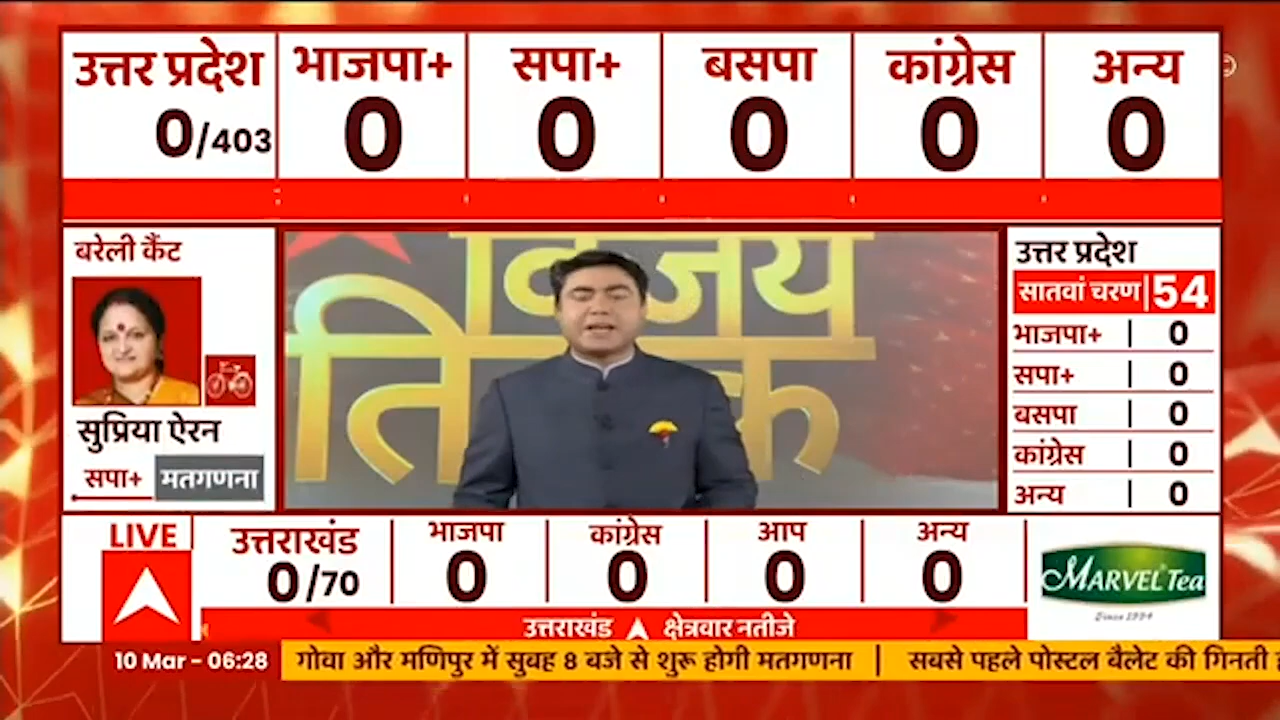 उत्तर प्रदेश
0/403
भाजपा+
0
सपा+
0
बसपा
0
कांग्रेस
0
अन्य
0
बरेली कैंट
सुप्रिया ऐरन
सपा+ मतगणना
विजय
ति क
उत्तर प्रदेश
सातवां चरण 54
भाजपा+ | 0
सपा+ | 0
बसपा | 0
कांग्रेस | 0
अन्य | 0
LIVE
उत्तराखंड
0/70
भाजपा
0
कांग्रेस
0
आप
0
अन्य
0
उत्तराखंड क्षेत्रवार नतीजे
MARVEL Tea
Since 1994
10 Mar - 06:28
गोवा और मणिपुर में सुबह 8 बजे से शुरू होगी मतगणना | सबसे पहले पोस्टल बैलेट की गिनती